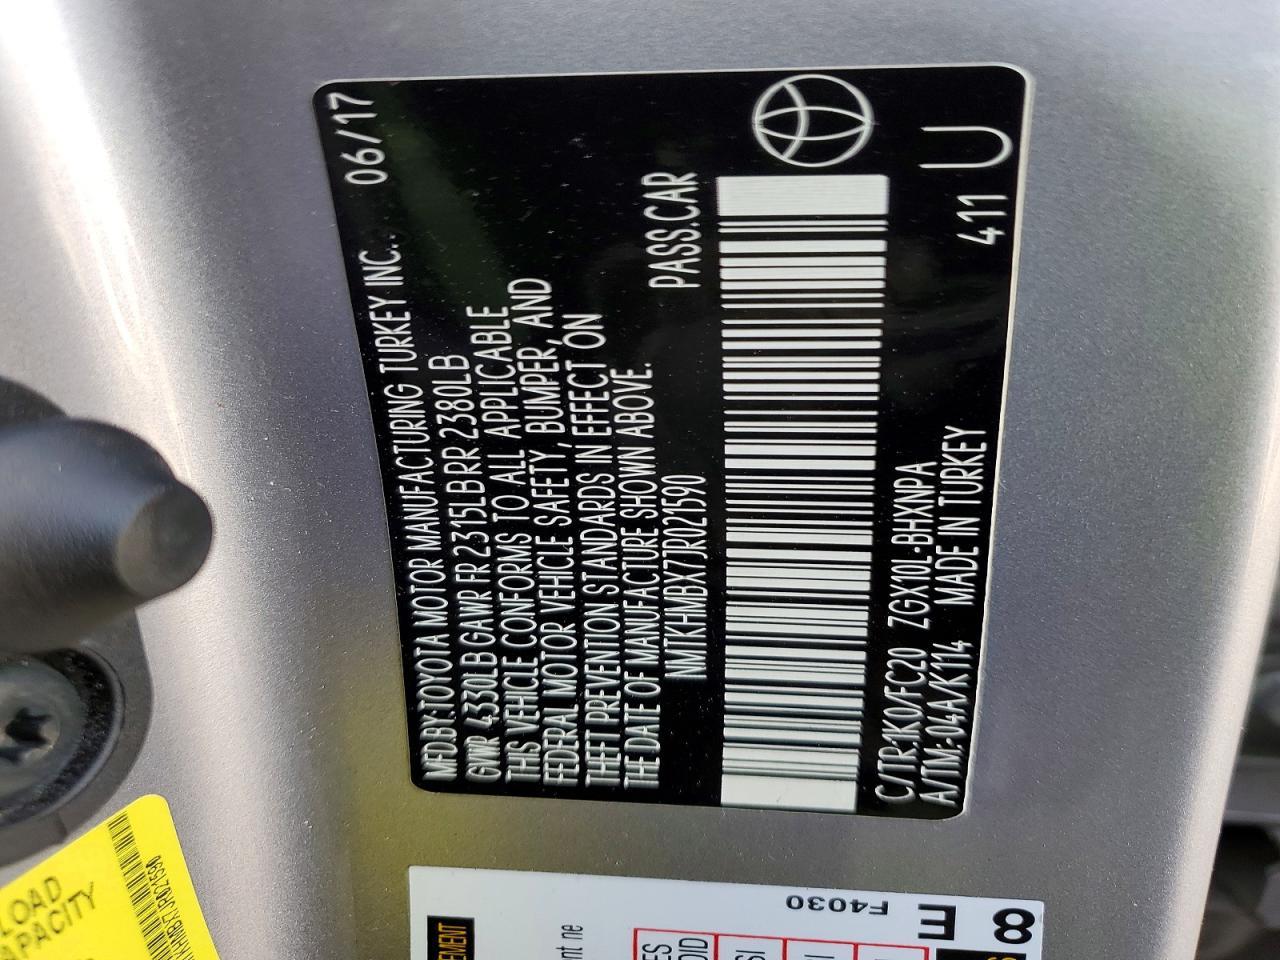 MFD.BY:TOYOTA MOTOR MANUFACTURING TURKEY INC.. 06/17
GVWR 4330LB GAWR FR 2315LB RR 2380LB
THIS VEHICLE CONFORMS TO ALL APPLICABLE
FEDERAL MOTOR VEHICLE SAFETY, BUMPER, AND
THEFT PREVENTION STANDARDS IN EFFECT ON
THE DATE OF MANUFACTURE SHOWN ABOVE.
NMTKHMBX7JR021590 PASS.CAR
C/TR:1K0/FC20 ZGX10L-BHXNPA
A/TM:-04A/K114 MADE IN TURKEY 411 U
LOAD
CAPACITY
F4030
8